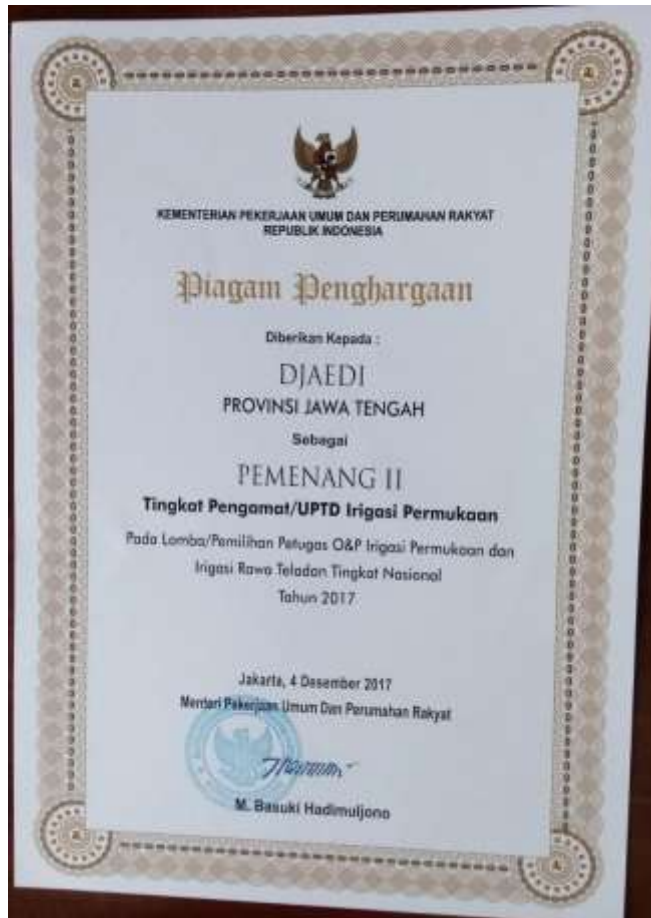 KEMENTERIAN PEKERJAAN UMUM DAN PERUMAHAN RAKYAT
REPUBLIK INDONESIA
Piagam Penghargaan
Diberikan Kepada :
DJAEDI
PROVINSI JAWA TENGAH
Sebagai
PEMENANG II
Tingkat Pengamat/UPTD Irigasi Permukaan
Pada Lomba/Pemilihan Petugas O&P Irigasi Permukaan dan
Irigasi Rawa Teladan Tingkat Nasional
Tahun 2017
Jakarta, 4 Desember 2017
Menteri Pekerjaan Umum Dan Perumahan Rakyat
M. Basuki Hadimuljono